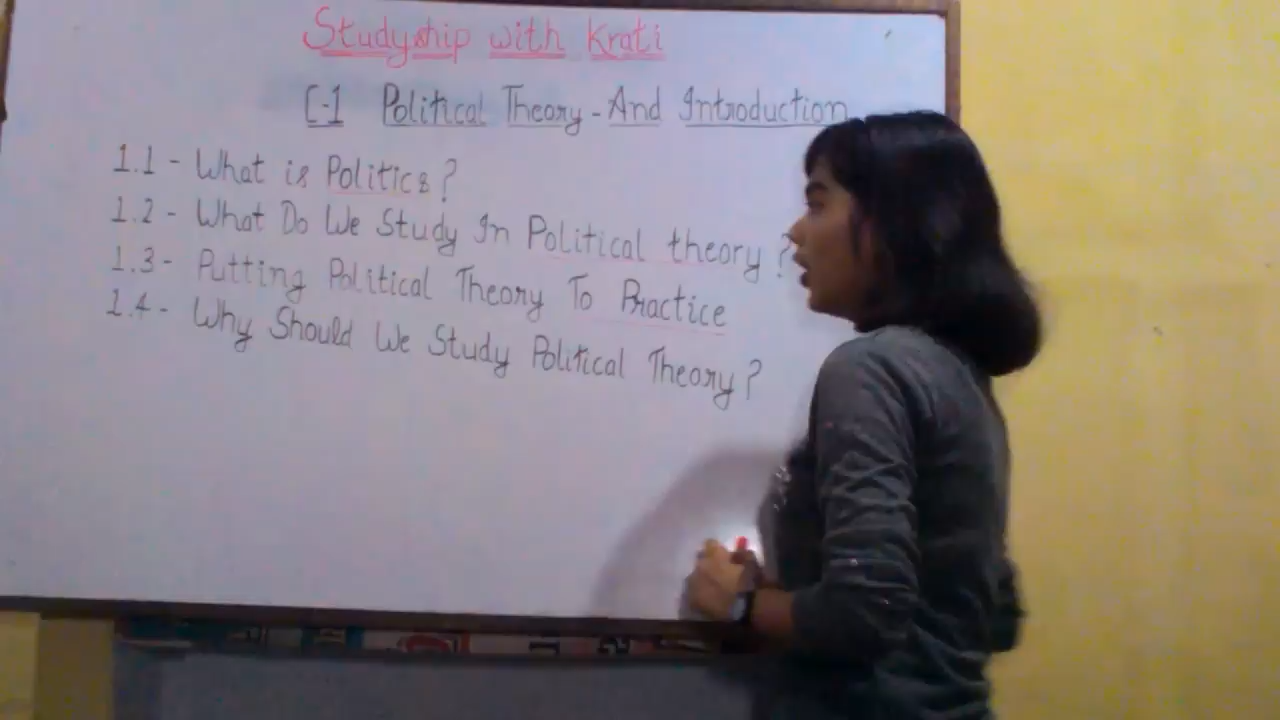 Studyship with Krati
C-1 Political Theory - And Introduction
1.1 - What is Politics?
1.2 - What Do We Study In Political theory ?
1.3 - Putting Political Theory To Practice
1.4 - Why Should We Study Political Theory ?